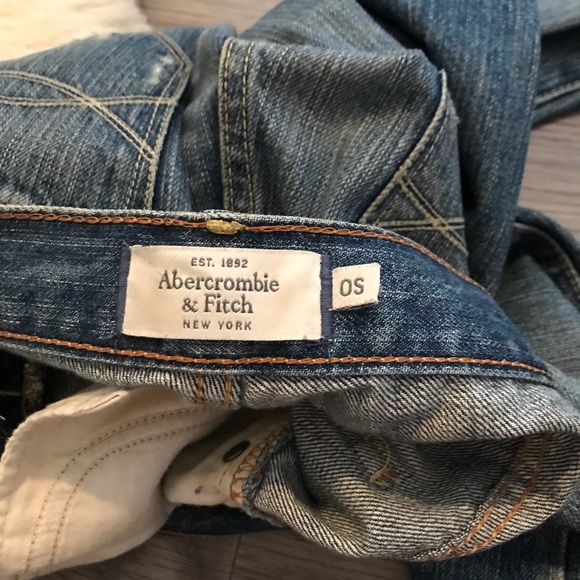 EST. 1892
Abercrombie
& Fitch
NEW YORK
0S